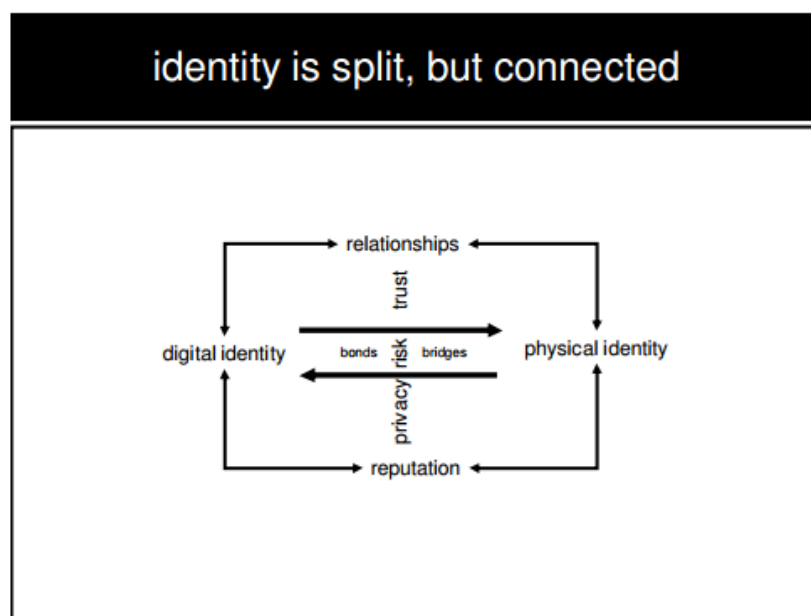 identity is split, but connected
relationships
trust
digital identity
bonds
risk
bridges
physical identity
privacy
reputation